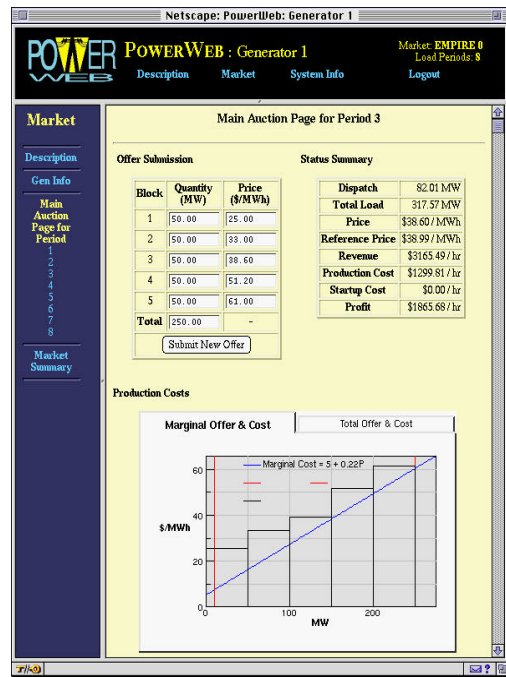 Netscape: PowerWeb: Generator 1
POWER
WEB
POWERWEB : Generator 1
Market: EMPIRE 0
Load Periods: 8
Description Market System Info Logout
Market
Description
Gen Info
Main
Auction
Page for
Period
1
2
3
4
5
6
7
8
Market
Summary
Main Auction Page for Period 3
Offer Submission
Block Quantity (MW) Price ($/MWh)
1 50.00 25.00
2 50.00 33.00
3 50.00 38.60
4 50.00 51.20
5 50.00 61.00
Total 250.00 -
Submit New Offer
Status Summary
Dispatch 82.01 MW
Total Load 317.57 MW
Price $38.60 / MWh
Reference Price $38.99 / MWh
Revenue $3165.49 / hr
Production Cost $1299.81 / hr
Startup Cost $0.00 / hr
Profit $1865.68 / hr
Production Costs
Marginal Offer & Cost Total Offer & Cost
Marginal Cost = 5 + 0.22P
60
40
$/MWh
20
0
0 100 200
MW